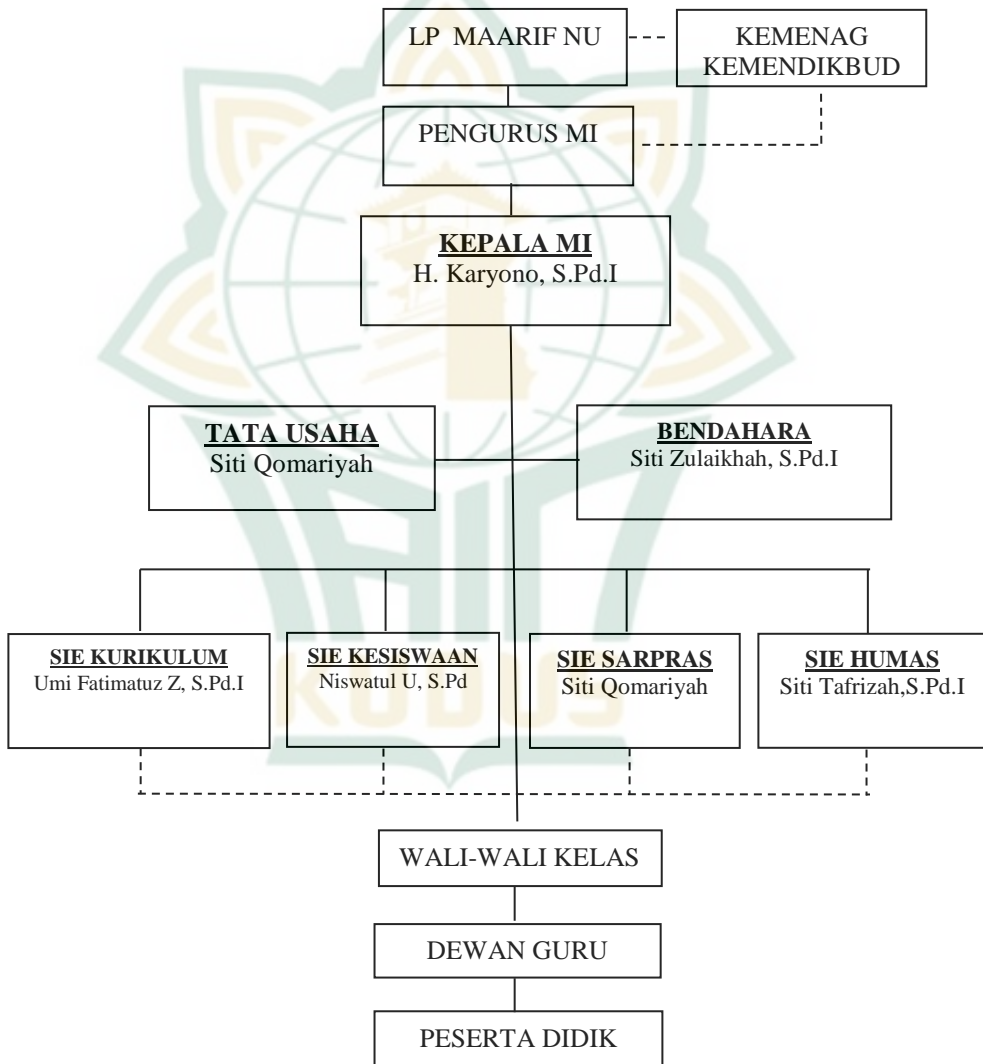 LP MAARIF NU
KEMENAG
KEMENDIKBUD
PENGURUS MI
KEPALA MI
H. Karyono, S.Pd.I
TATA USAHA
Siti Qomariyah
BENDAHARA
Siti Zulaikhah, S.Pd.I
SIE KURIKULUM
Umi Fatimatuz Z, S.Pd.I
SIE KESISWAAN
Niswatul U, S.Pd
SIE SARPRAS
Siti Qomariyah
SIE HUMAS
Siti Tafrizah,S.Pd.I
KUDUS
WALI-WALI KELAS
DEWAN GURU
PESERTA DIDIK